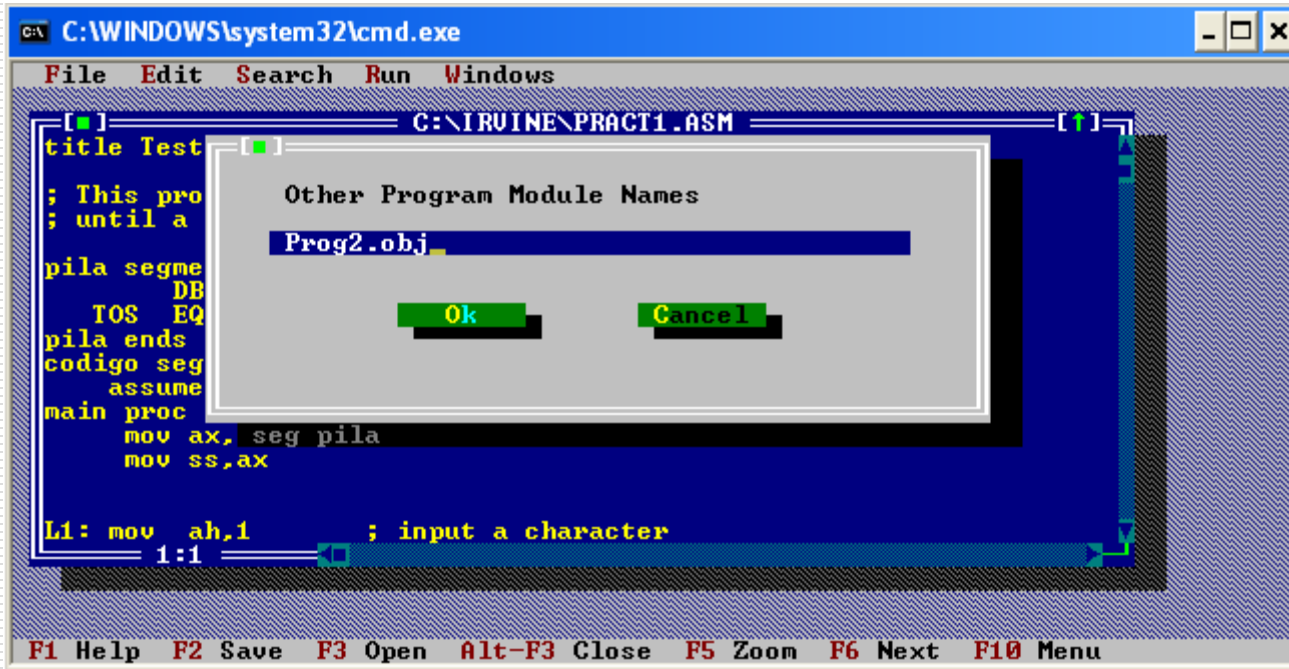 C:\WINDOWS\system32\cmd.exe
File Edit Search Run Windows
C:\IRVINE\PRACT1.ASM
title Test
; This pro
; until a
Other Program Module Names
Prog2.obj_
pila segme
DB
TOS EQ
Ok Cancel
pila ends
codigo seg
assume
main proc
mov ax, seg pila
mov ss,ax
L1: mov ah,1 ; input a character
1:1
F1 Help F2 Save F3 Open Alt-F3 Close F5 Zoom F6 Next F10 Menu